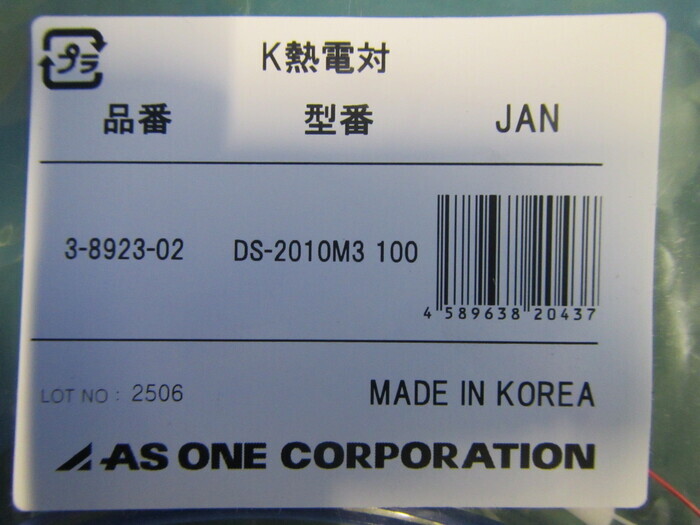 プラ
K熱電対
品番 型番 JAN
3-8923-02 DS-2010M3 100
4 589638 20437
LOT NO : 2506 MADE IN KOREA
AS ONE CORPORATION